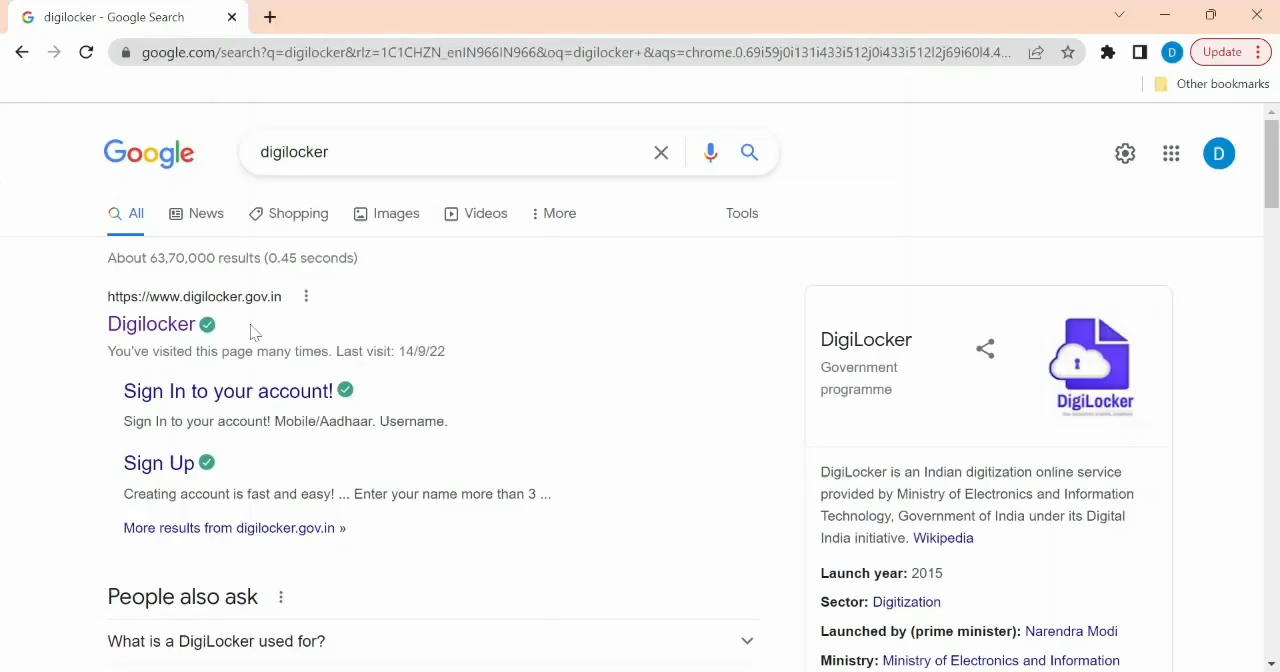 digilocker - Google Search
google.com/search?q=digilocker&rlz=1C1CHZN_enIN966IN966&oq=digilocker+&aqs=chrome.0.69i59j0i131i433i512j0i433i512l2j69i60l4.4...
D
Update
Other bookmarks
Google
digilocker
D
All
News
Shopping
Images
Videos
More
Tools
About 63,70,000 results (0.45 seconds)
https://www.digilocker.gov.in
Digilocker
You've visited this page many times. Last visit: 14/9/22
Sign In to your account!
Sign In to your account! Mobile/Aadhaar. Username.
Sign Up
Creating account is fast and easy! ... Enter your name more than 3 ...
More results from digilocker.gov.in »
People also ask
What is a DigiLocker used for?
DigiLocker
Government
programme
DigiLocker
DigiLocker is an Indian digitization online service
provided by Ministry of Electronics and Information
Technology, Government of India under its Digital
India initiative. Wikipedia
Launch year: 2015
Sector: Digitization
Launched by (prime minister): Narendra Modi
Ministry: Ministry of Electronics and Information